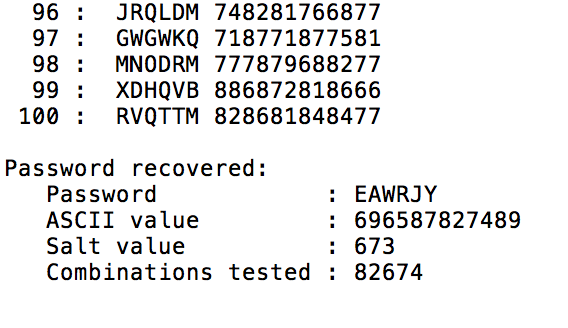 96 : JRQLDM 748281766877
97 : GWGWKQ 718771877581
98 : MNODRM 777879688277
99 : XDHQVB 886872818666
100 : RVQTTM 828681848477
Password recovered:
Password : EAWRJY
ASCII value : 696587827489
Salt value : 673
Combinations tested : 82674